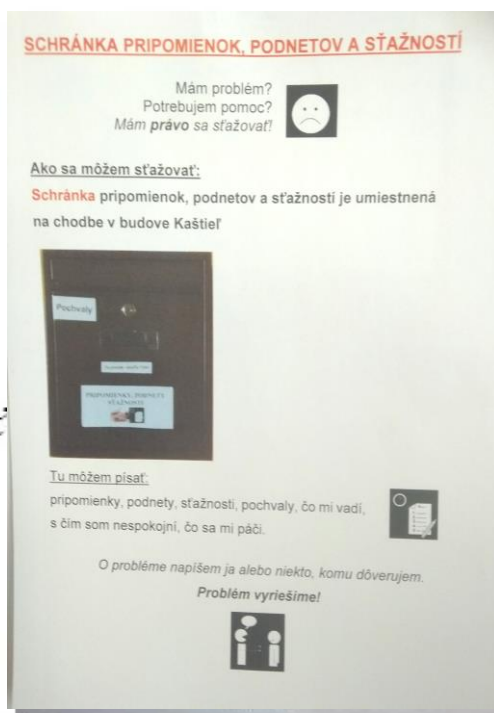 SCHRÁNKA PRIPOMIENOK, PODNETOV A SŤAŽNOSTÍ
Mám problém?
Potrebujem pomoc?
Mám právo sa sťažovať!
Ako sa môžem sťažovať:
Schránka pripomienok, podnetov a sťažností je umiestnená
na chodbe v budove Kaštieľ
Pochvaly
PRIPOMIENKY, PODNETY
SŤAŽNOSTI
Tu môžem písať:
pripomienky, podnety, sťažnosti, pochvaly, čo mi vadí,
s čím som nespokojní, čo sa mi páči.
O probléme napíšem ja alebo niekto, komu dôverujem.
Problém vyriešime!